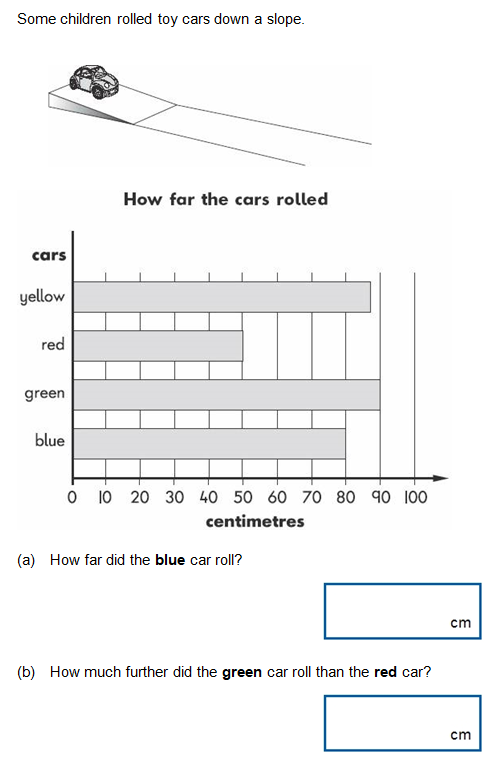 Some children rolled toy cars down a slope.
How far the cars rolled
cars
yellow
red
green
blue
0 10 20 30 40 50 60 70 80 90 100
centimetres
(a) How far did the blue car roll?
cm
(b) How much further did the green car roll than the red car?
cm